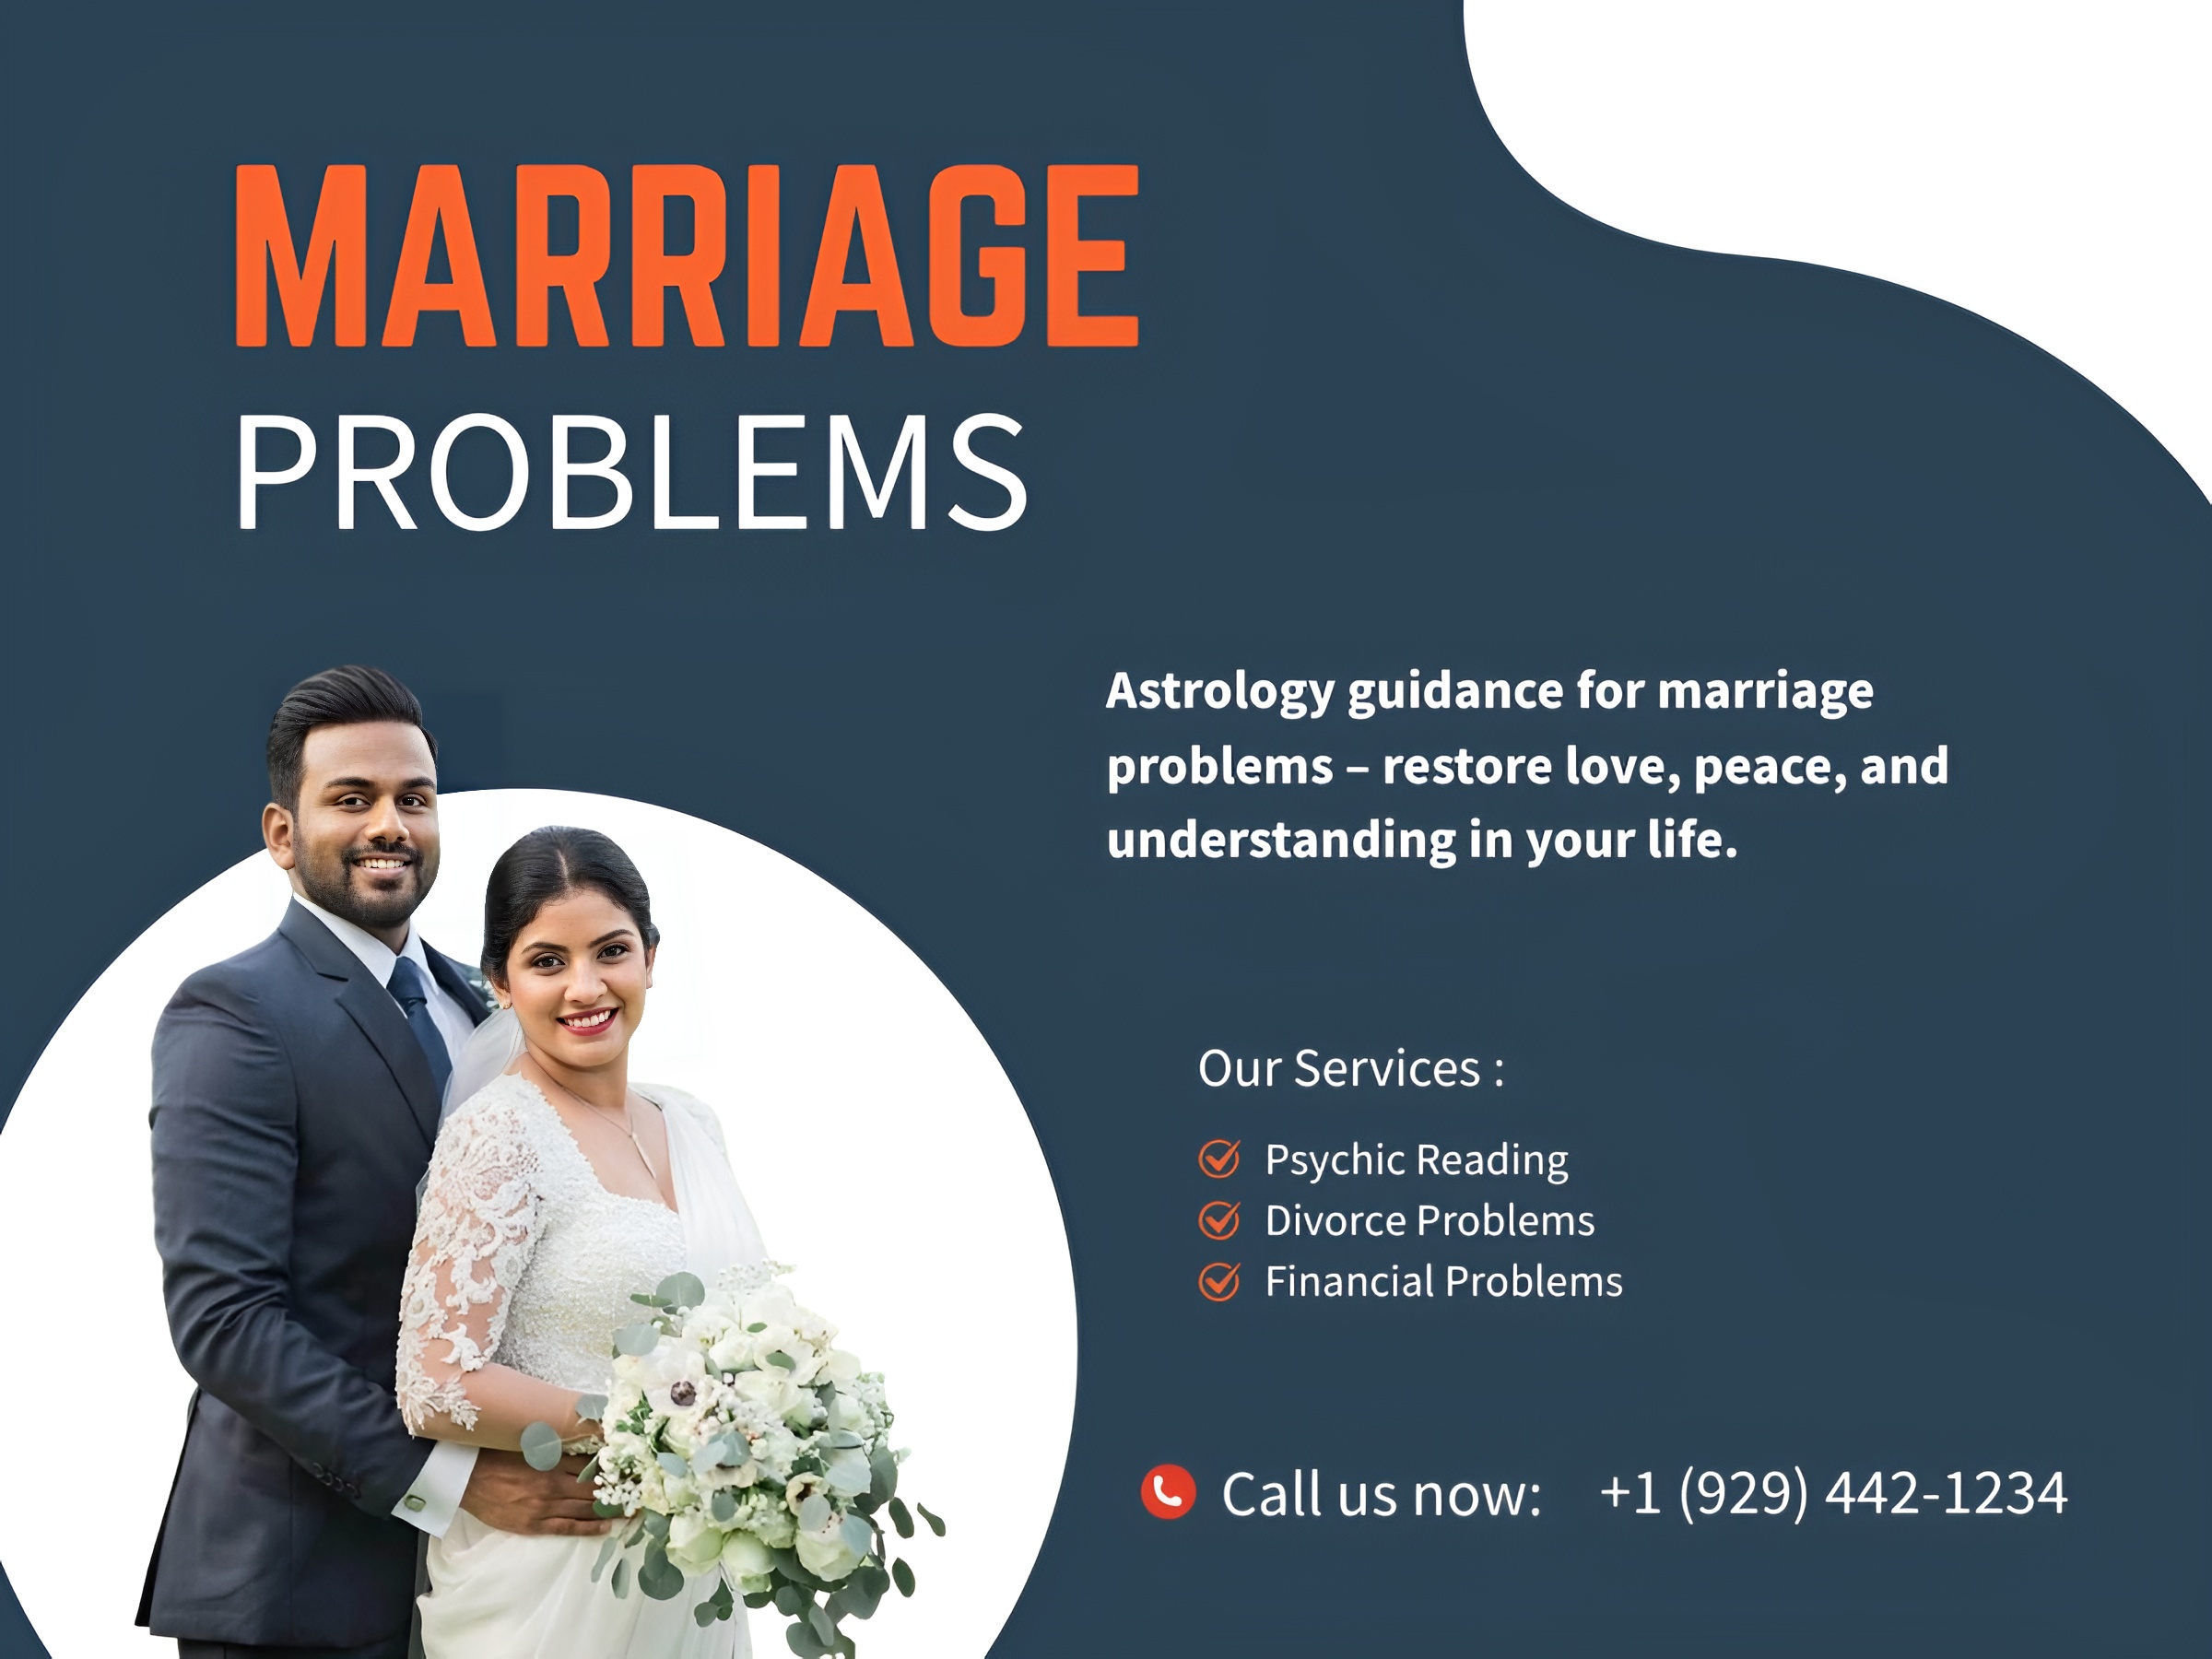 MARRIAGE
PROBLEMS
Astrology guidance for marriage
problems – restore love, peace, and
understanding in your life.
Our Services :
Psychic Reading
Divorce Problems
Financial Problems
Call us now: +1 (929) 442-1234